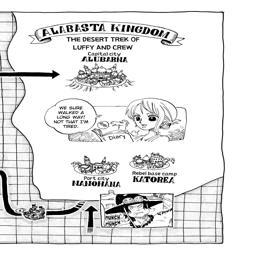 ALABASTA KINGDOM
THE DESERT TREK OF
LUFFY AND CREW
Capital city
ALUBARNA
WE SURE
WALKED A
LONG WAY!
NOT THAT I'M
TIRED.
Diary
Port city
NANOHANA
Rebel base camp
KATOREA
MUNCH
MUNCH